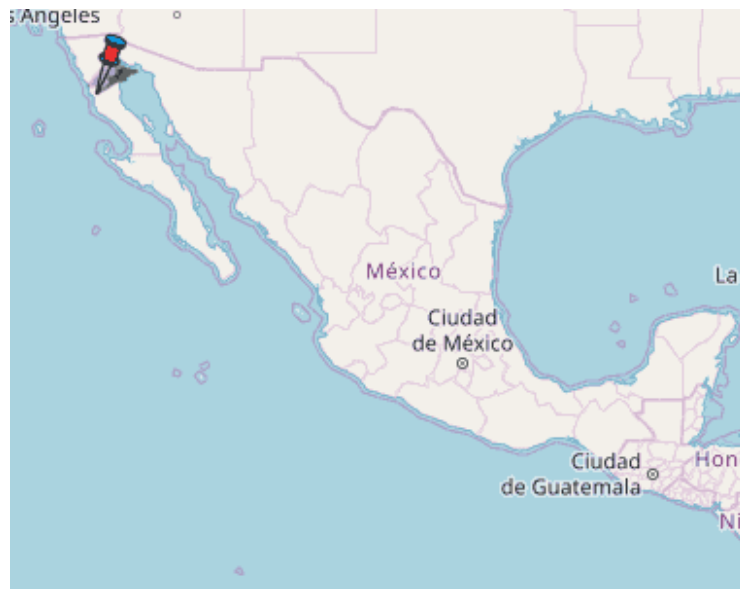 s Angeles
México
La
Ciudad
de México
Ciudad
de Guatemala
Hon
Ni